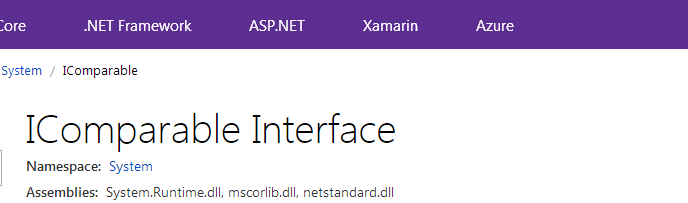 Core .NET Framework ASP.NET Xamarin Azure
System / IComparable
IComparable Interface
Namespace: System
Assemblies: System.Runtime.dll, mscorlib.dll, netstandard.dll